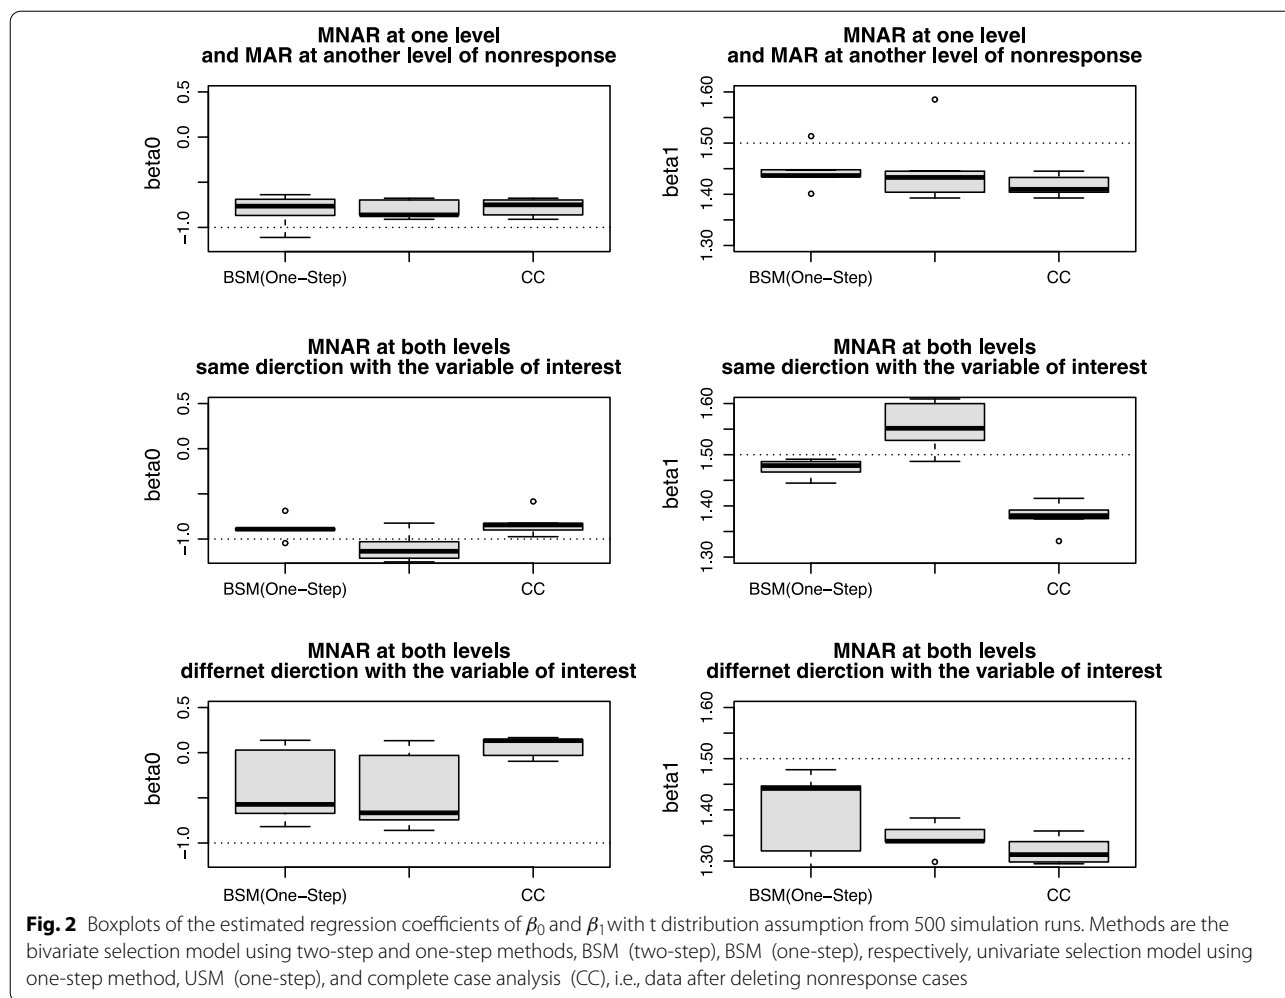 MNAR at one level
and MAR at another level of nonresponse
beta0
0.5
0.0
−1.0
BSM(One−Step)
CC
MNAR at one level
and MAR at another level of nonresponse
beta1
1.60
1.50
1.40
1.30
BSM(One−Step)
CC
MNAR at both levels
same dierction with the variable of interest
beta0
0.5
0.0
−1.0
BSM(One−Step)
CC
MNAR at both levels
same dierction with the variable of interest
beta1
1.60
1.50
1.40
1.30
BSM(One−Step)
CC
MNAR at both levels
differnet dierction with the variable of interest
beta0
0.5
0.0
−1.0
BSM(One−Step)
CC
MNAR at both levels
differnet dierction with the variable of interest
beta1
1.60
1.50
1.40
1.30
BSM(One−Step)
CC
Fig. 2 Boxplots of the estimated regression coefficients of β0 and β1 with t distribution assumption from 500 simulation runs. Methods are the
bivariate selection model using two-step and one-step methods, BSM (two-step), BSM (one-step), respectively, univariate selection model using
one-step method, USM (one-step), and complete case analysis (CC), i.e., data after deleting nonresponse cases